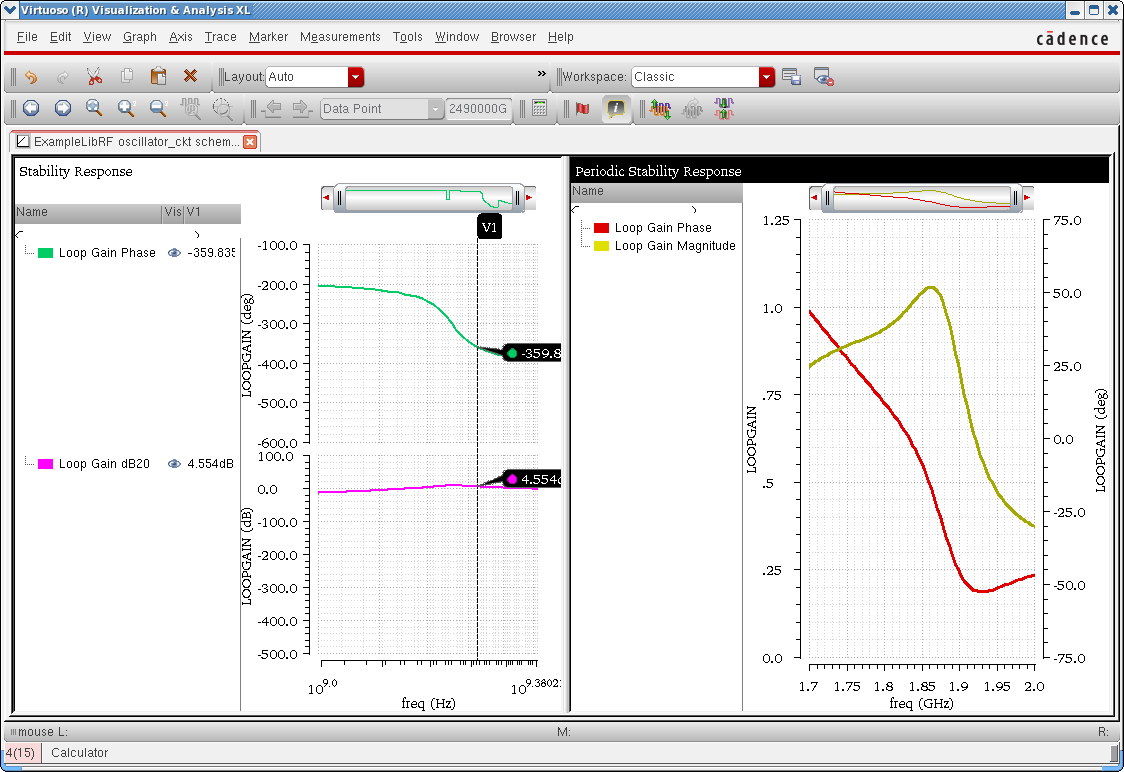 Virtuoso (R) Visualization & Analysis XL
File Edit View Graph Axis Trace Marker Measurements Tools Window Browser Help
cādence
Layout: Auto » Workspace: Classic
Data Point 2490000G
ExampleLibRF oscillator_ckt schem...
Stability Response
Name Vis V1
Loop Gain Phase -359.835
Loop Gain dB20 4.554dB
V1
-100.0
-200.0
-300.0
-400.0
-500.0
-600.0
LOOPGAIN (deg)
-359.8
100.0
0.0
-100.0
-200.0
-300.0
-400.0
-500.0
LOOPGAIN (dB)
4.554d
10^9.0
10^9.3802
freq (Hz)
Periodic Stability Response
Name
Loop Gain Phase
Loop Gain Magnitude
1.25
1.0
.75
.5
.25
0.0
LOOPGAIN
75.0
50.0
25.0
0.0
-25.0
-50.0
-75.0
LOOPGAIN (deg)
1.7 1.75 1.8 1.85 1.9 1.95 2.0
freq (GHz)
mouse L: M: R:
4(15) Calculator